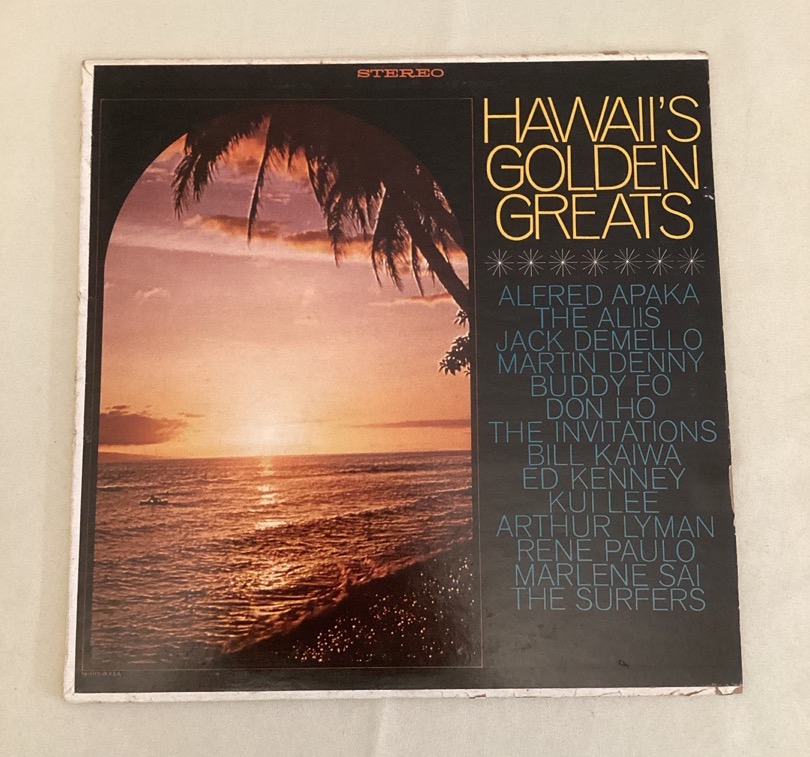 STEREO
HAWAII'S
GOLDEN
GREATS
ALFRED APAKA
THE ALIIS
JACK DEMELLO
MARTIN DENNY
BUDDY FO
DON HO
THE INVITATIONS
BILL KAIWA
ED KENNEY
KUI LEE
ARTHUR LYMAN
RENE PAULO
MARLENE SAI
THE SURFERS